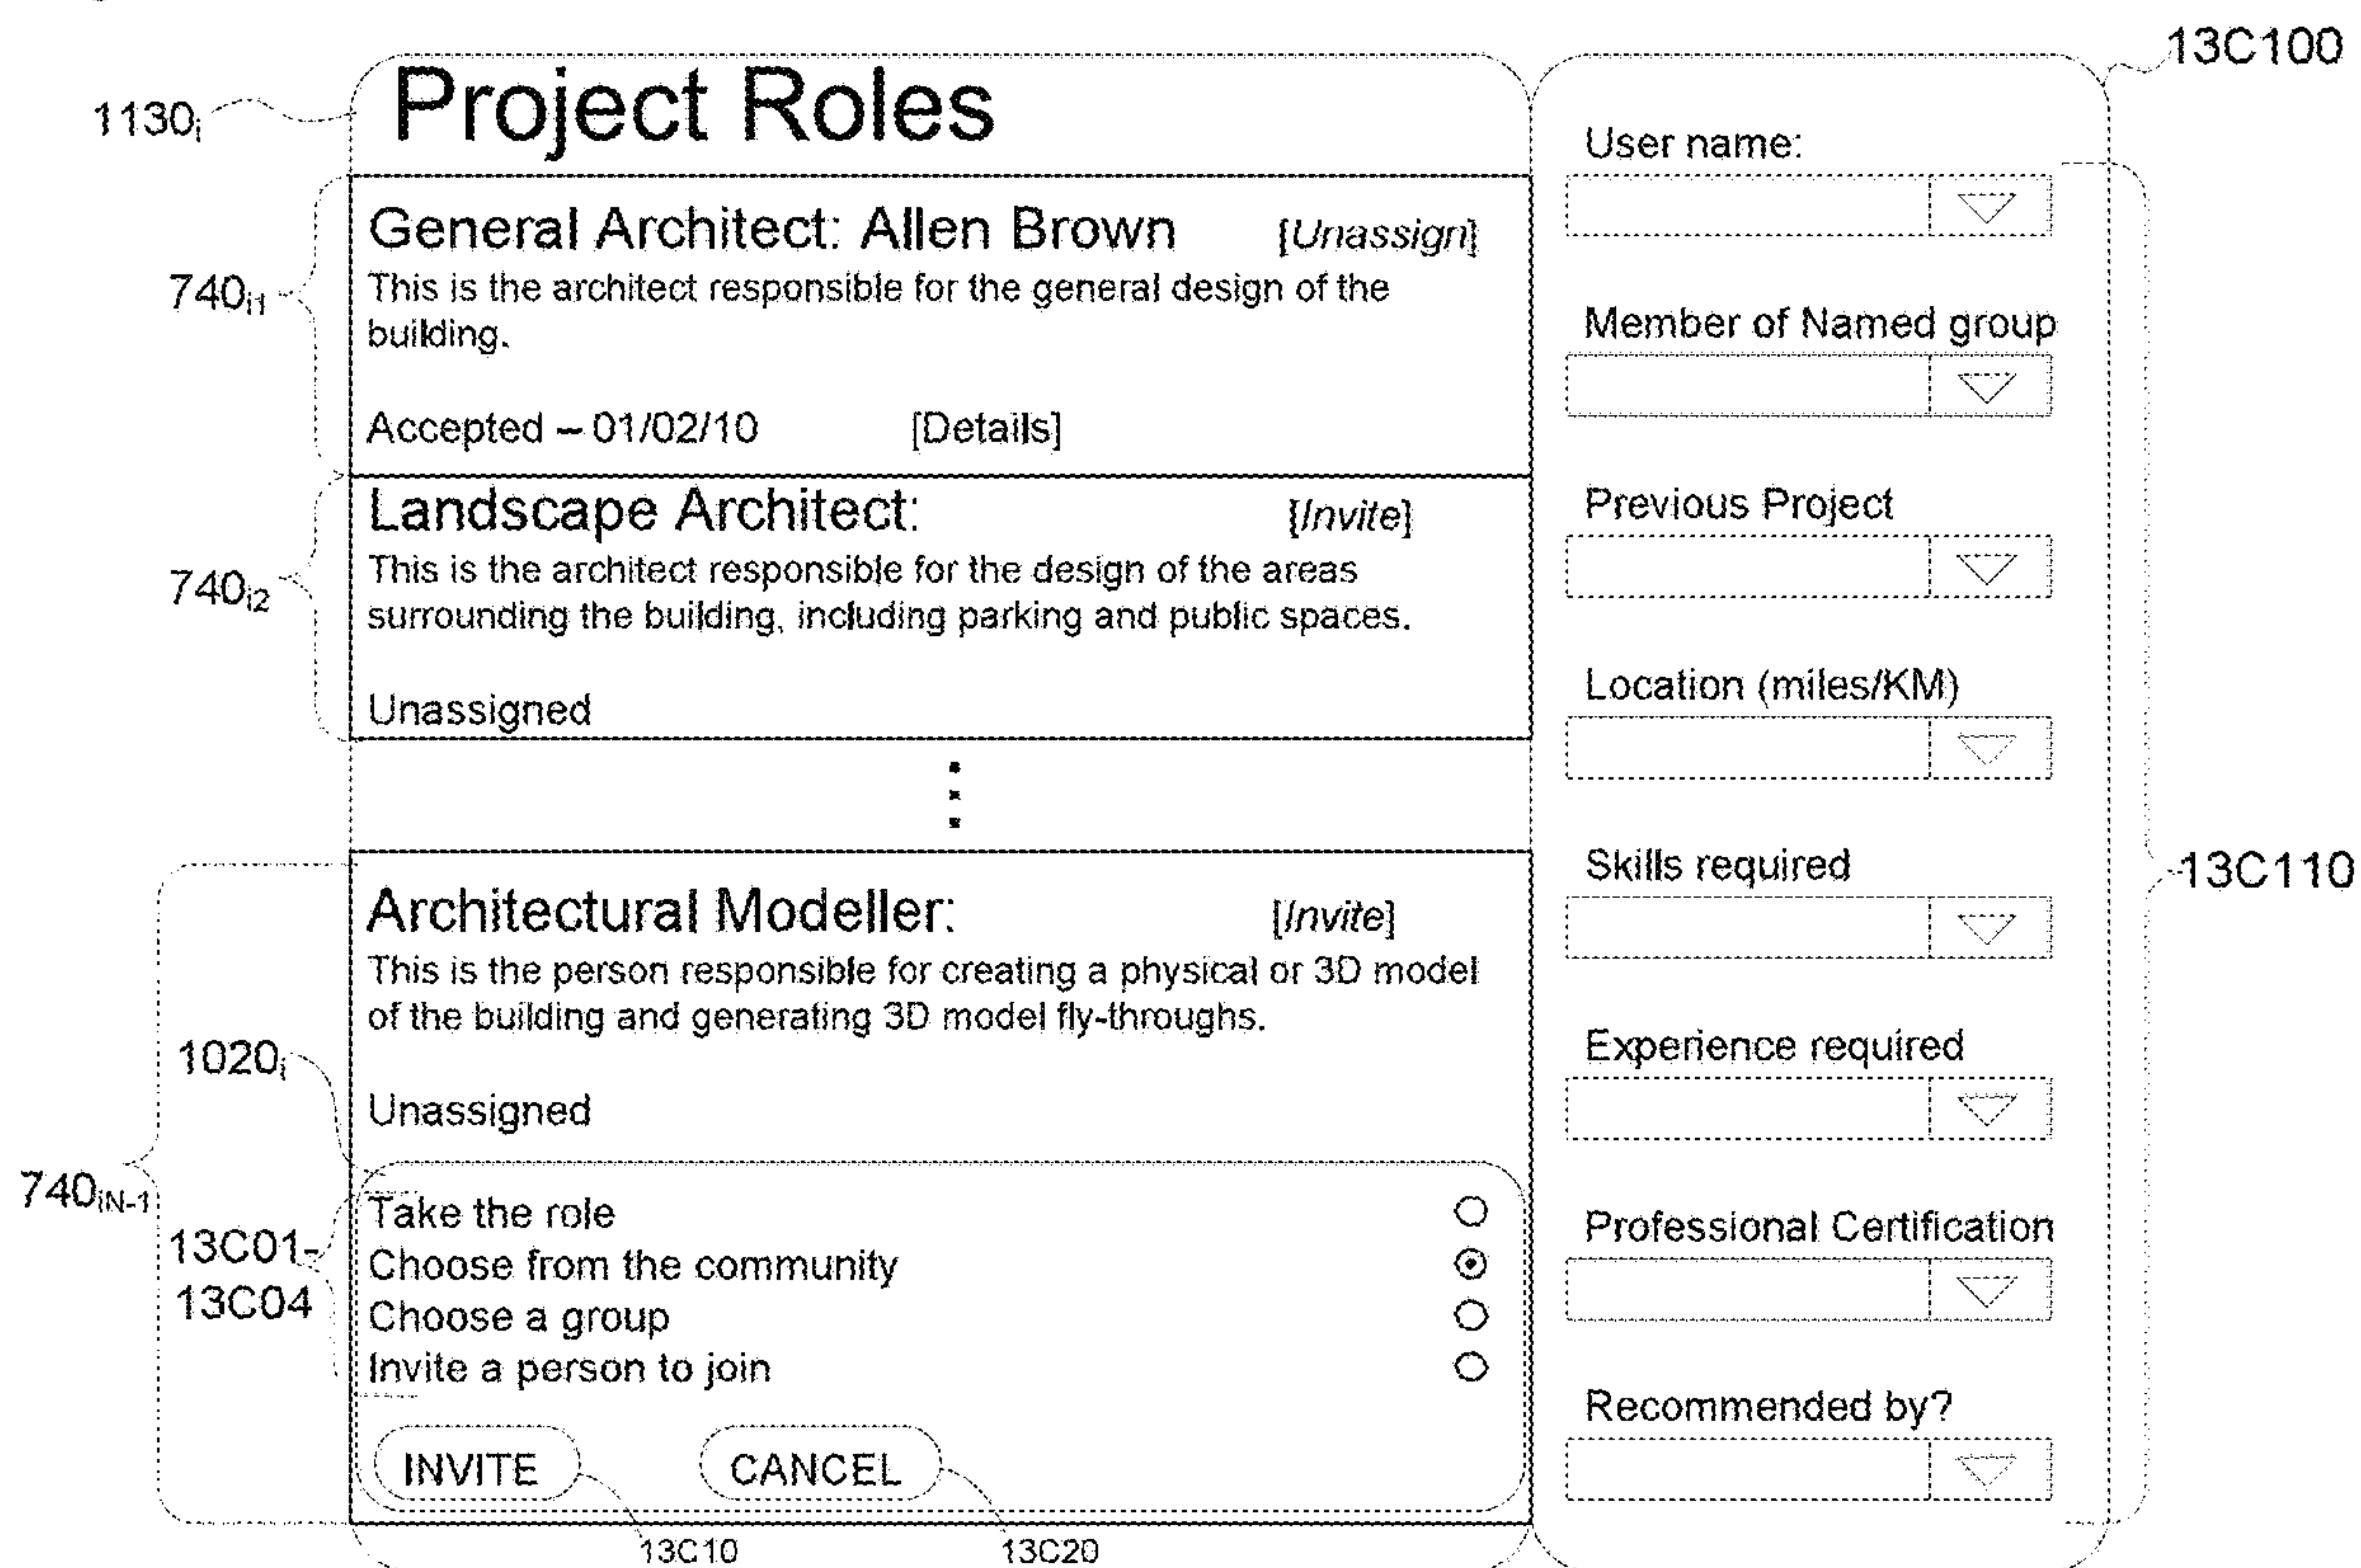 13C100
1130i
Project Roles
General Architect: Allen Brown [Unassign]
This is the architect responsible for the general design of the
building.
Accepted – 01/02/10 [Details]
740i1
Landscape Architect: [Invite]
This is the architect responsible for the design of the areas
surrounding the building, including parking and public spaces.
Unassigned
740i2
Architectural Modeller: [Invite]
This is the person responsible for creating a physical or 3D model
of the building and generating 3D model fly-throughs.
Unassigned
1020i
740iN-1
13C01-
13C04
Take the role
Choose from the community
Choose a group
Invite a person to join
INVITE CANCEL
13C10 13C20
User name:
Member of Named group
Previous Project
Location (miles/KM)
Skills required
Experience required
Professional Certification
Recommended by?
13C110